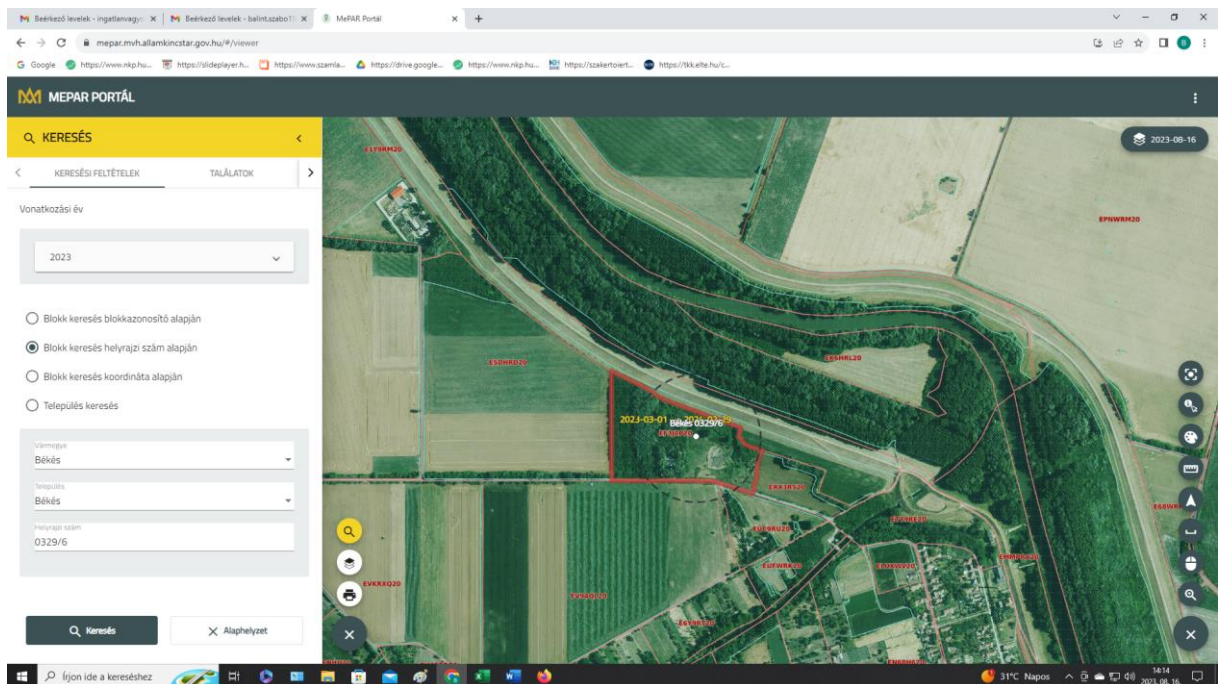 Beérkező levelek - ingatlanvagyo
Beérkező levelek - balint.szabo1
MePAR Portál
mepar.mvh.allamkincstar.gov.hu/#/viewer
Google
https://www.nkp.hu...
https://slideplayer.h...
https://www.szamla...
https://drive.google...
https://www.nkp.hu...
https://szakertoiert...
https://tkk.elte.hu/c...
MEPAR PORTÁL
KERESÉS
2023-08-16
KERESÉSI FELTÉTELEK
TALÁLATOK
Vonatkozási év
2023
Blokk keresés blokkazonosító alapján
Blokk keresés helyrajzi szám alapján
Blokk keresés koordináta alapján
Település keresés
Vármegye
Békés
Település
Békés
Helyrajzi szám
0329/6
Keresés
Alaphelyzet
E1Y9RM20
EPNWRM20
ESDHRD20
EK6HRL20
2023-03-01
Békés 0329/6
EVKRXQ20
Írjon ide a kereséshez
31°C Napos
14:14
2023. 08. 16.